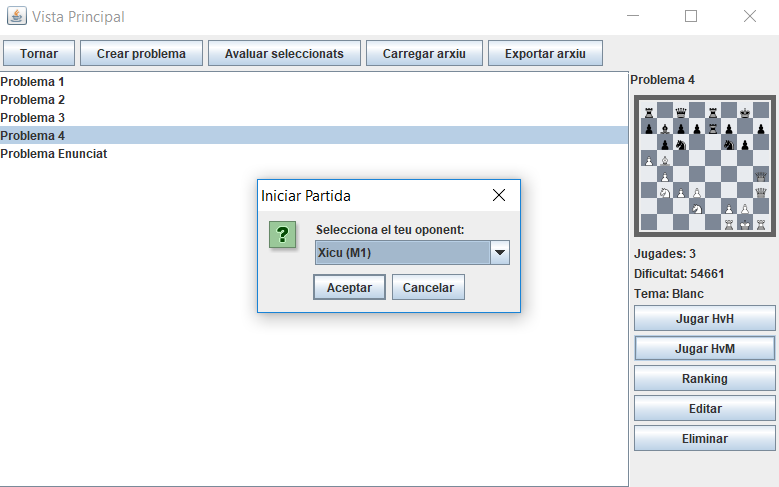 Vista Principal
Tornar
Crear problema
Avaluar seleccionats
Carregar arxiu
Exportar arxiu
Problema 1
Problema 2
Problema 3
Problema 4
Problema Enunciat
Iniciar Partida
?
Selecciona el teu oponent:
Xicu (M1)
Aceptar
Cancelar
Problema 4
Jugades: 3
Dificultat: 54661
Tema: Blanc
Jugar HvH
Jugar HvM
Ranking
Editar
Eliminar